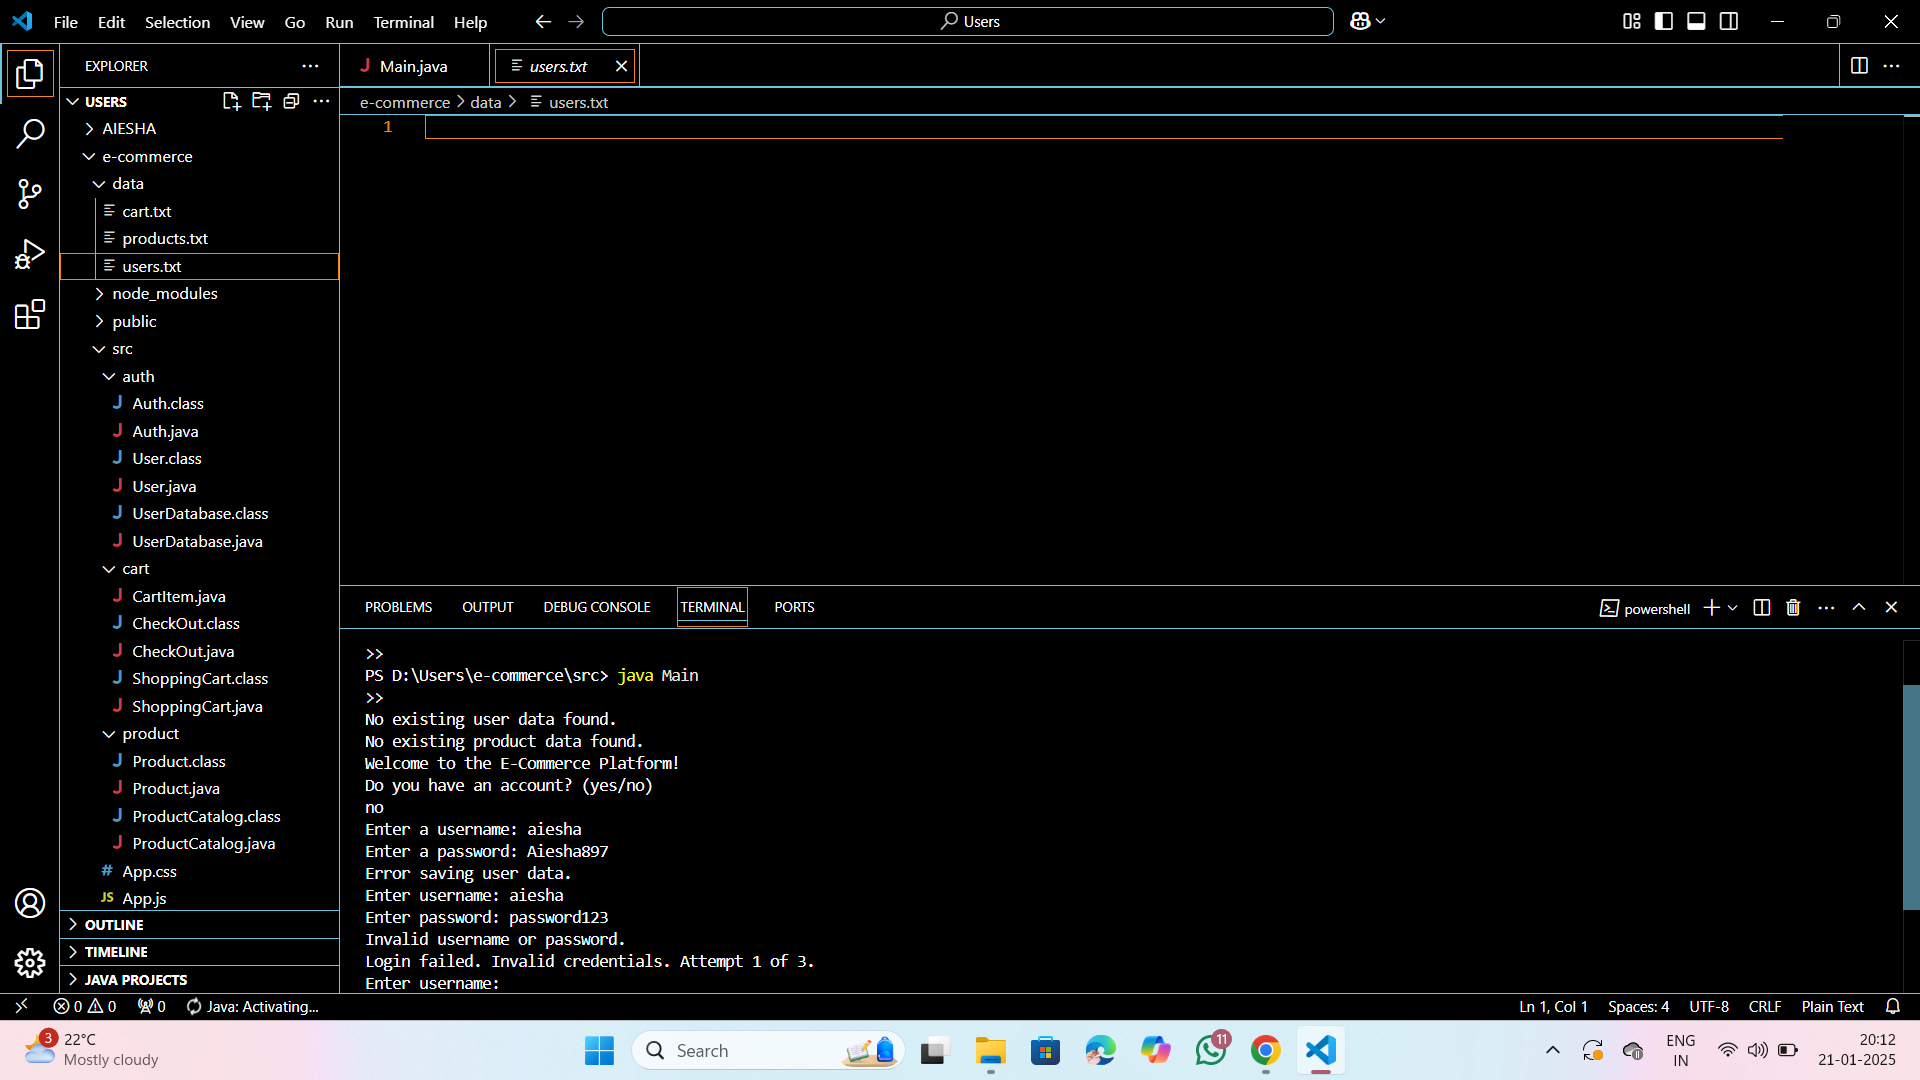 File Edit Selection View Go Run Terminal Help
Users
EXPLORER
Main.java
users.txt
USERS
e-commerce > data > users.txt
1
AIESHA
e-commerce
data
cart.txt
products.txt
users.txt
node_modules
public
src
auth
J Auth.class
J Auth.java
J User.class
J User.java
J UserDatabase.class
J UserDatabase.java
cart
J CartItem.java
J CheckOut.class
J CheckOut.java
J ShoppingCart.class
J ShoppingCart.java
product
J Product.class
J Product.java
J ProductCatalog.class
J ProductCatalog.java
# App.css
JS App.js
OUTLINE
TIMELINE
JAVA PROJECTS
PROBLEMS OUTPUT DEBUG CONSOLE TERMINAL PORTS
powershell
>>
PS D:\Users\e-commerce\src> java Main
>>
No existing user data found.
No existing product data found.
Welcome to the E-Commerce Platform!
Do you have an account? (yes/no)
no
Enter a username: aiesha
Enter a password: Aiesha897
Error saving user data.
Enter username: aiesha
Enter password: password123
Invalid username or password.
Login failed. Invalid credentials. Attempt 1 of 3.
Enter username:
0 0 0 Java: Activating...
Ln 1, Col 1 Spaces: 4 UTF-8 CRLF Plain Text
3
22°C
Mostly cloudy
Search
11
ENG
IN
20:12
21-01-2025